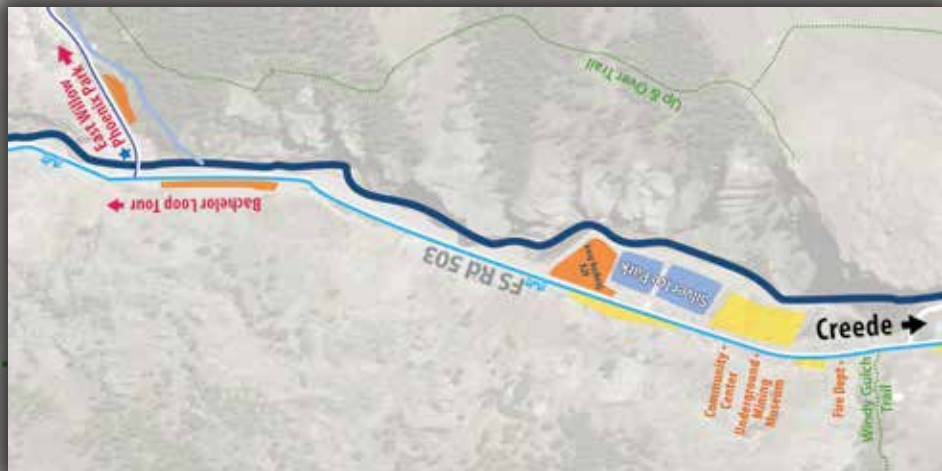 East Willow
Phoenix Park
Bachelor Loop Tour
Up & Over Trail
FS Rd 503
Silver Ice Park
Creede
Community
Center
Underground
Mining
Museum
Fire Dept
Windy Gulch
Trail